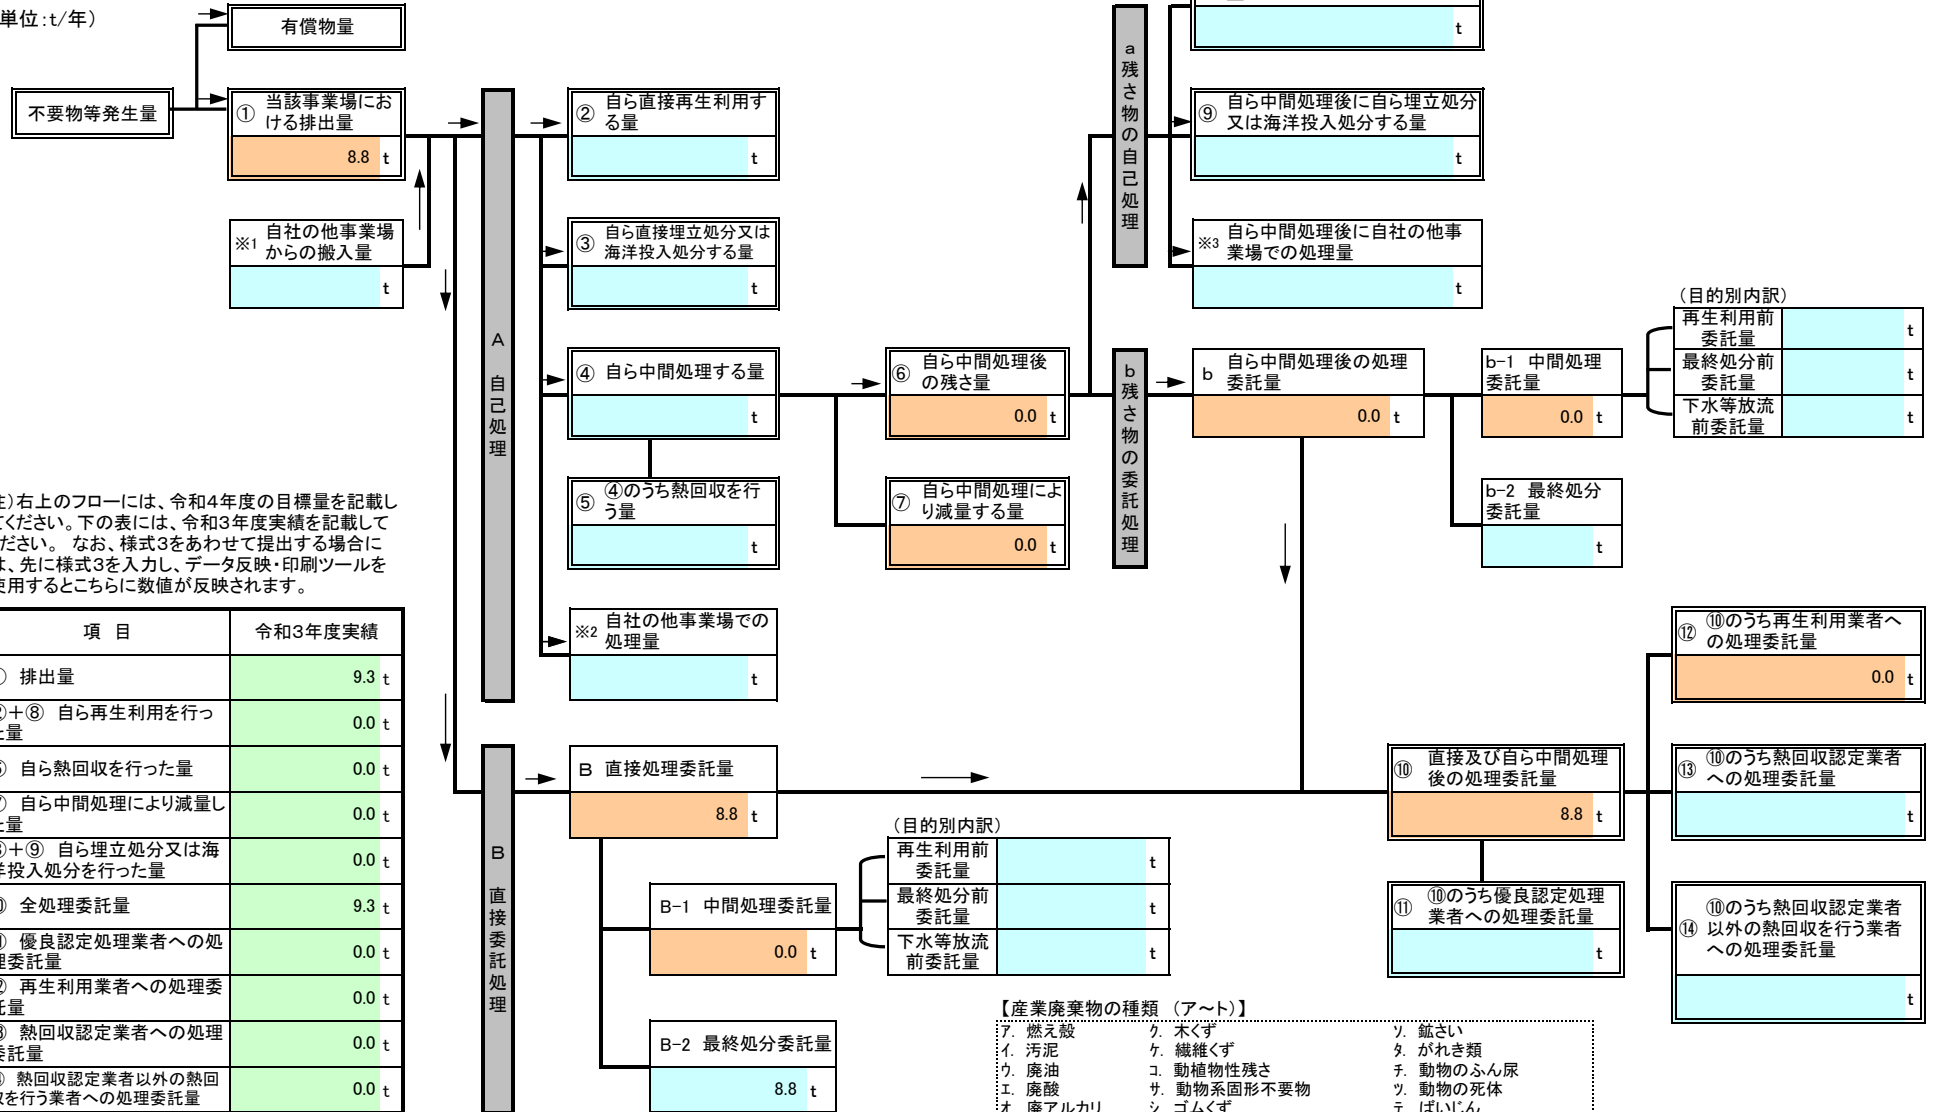 単位:t/年）
有償物量
不要物等発生量
① 当該事業場にお
ける排出量
8.8 t
※1 自社の他事業場
からの搬入量
t
A 自己処理
② 自ら直接再生利用す
る量
t
③ 自ら直接埋立処分又は
海洋投入処分する量
t
④ 自ら中間処理する量
t
⑤ ④のうち熱回収を行
う量
t
※2 自社の他事業場での
処理量
t
⑥ 自ら中間処理後
の残さ量
0.0 t
⑦ 自ら中間処理によ
り減量する量
0.0 t
a 残さ物の自己処理
t
⑨ 自ら中間処理後に自ら埋立処分
又は海洋投入処分する量
t
※3 自ら中間処理後に自社の他事
業場での処理量
t
b 残さ物の委託処理
b 自ら中間処理後の処理
委託量
0.0 t
b-1 中間処理
委託量
0.0 t
（目的別内訳）
再生利用前
委託量
t
最終処分前
委託量
t
下水等放流
前委託量
t
b-2 最終処分
委託量
t
）右上のフローには、令和４年度の目標量を記載し
ください。下の表には、令和３年度実績を記載して
ださい。 なお、様式３をあわせて提出する場合に
、先に様式３を入力し、データ反映・印刷ツールを
使用するとこちらに数値が反映されます。
項 目 令和３年度実績
排出量 9.3 t
＋⑧ 自ら再生利用を行っ
量
0.0 t
自ら熱回収を行った量 0.0 t
自ら中間処理により減量し
量
0.0 t
＋⑨ 自ら埋立処分又は海
洋投入処分を行った量
0.0 t
全処理委託量 9.3 t
優良認定処理業者への処
理委託量
0.0 t
再生利用業者への処理委
託量
0.0 t
熱回収認定業者への処理
委託量
0.0 t
熱回収認定業者以外の熱回
収を行う業者への処理委託量
0.0 t
B 直接委託処理
B 直接処理委託量
8.8 t
B-1 中間処理委託量
0.0 t
（目的別内訳）
再生利用前
委託量
t
最終処分前
委託量
t
下水等放流
前委託量
t
B-2 最終処分委託量
8.8 t
⑩ 直接及び自ら中間処理
後の処理委託量
8.8 t
⑪ ⑩のうち優良認定処理
業者への処理委託量
t
⑫ ⑩のうち再生利用業者へ
の処理委託量
0.0 t
⑬ ⑩のうち熱回収認定業者
への処理委託量
t
⑭ ⑩のうち熱回収認定業者
以外の熱回収を行う業者
への処理委託量
t
【産業廃棄物の種類 （ア～ト）】
ｱ. 燃え殻 ｸ. 木くず ｿ. 鉱さい
ｲ. 汚泥 ｹ. 繊維くず ﾀ. がれき類
ｳ. 廃油 ｺ. 動植物性残さ ﾁ. 動物のふん尿
ｴ. 廃酸 ｻ. 動物系固形不要物 ﾂ. 動物の死体
ｵ. 廃アルカリ ｼ. ゴムくず ﾃ. ばいじん